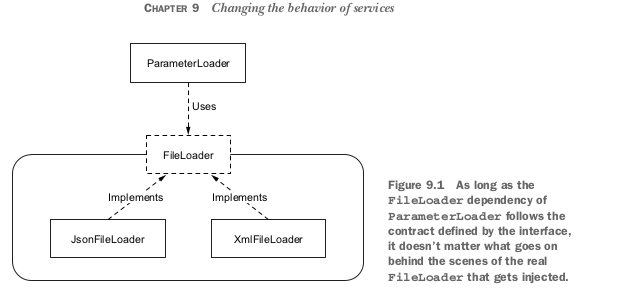 CHAPTER 9 Changing the behavior of services
ParameterLoader
Uses
FileLoader
Implements Implements
JsonFileLoader XmlFileLoader
Figure 9.1 As long as the
FileLoader dependency of
ParameterLoader follows the
contract defined by the interface,
it doesn't matter what goes on
behind the scenes of the real
FileLoader that gets injected.